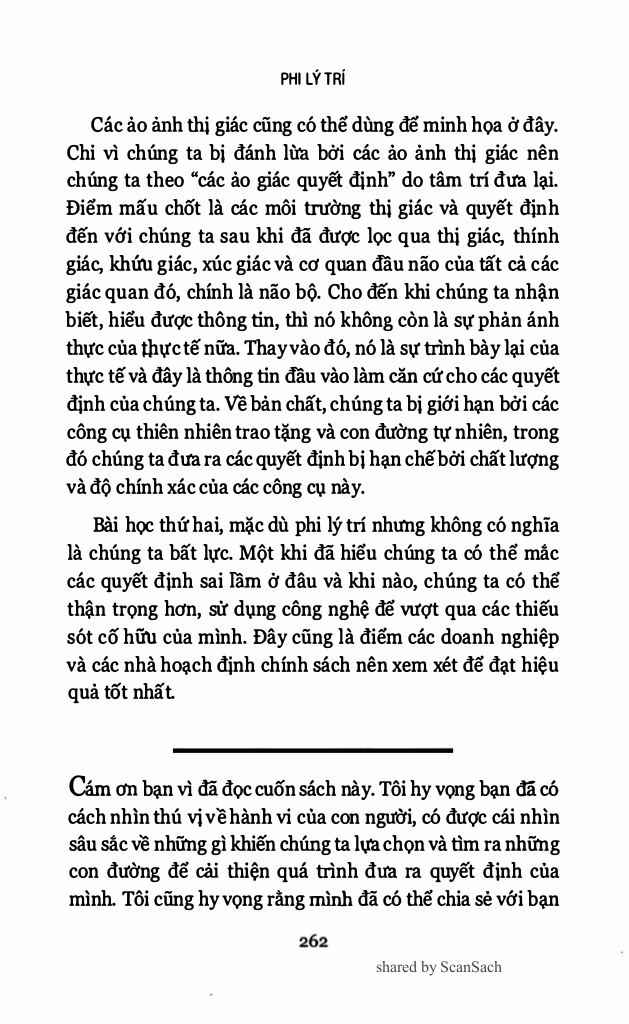 PHI LÝ TRÍ
Các ảo ảnh thị giác cũng có thể dùng để minh họa ở đây.
Chi vì chúng ta bị đánh lừa bởi các ảo ảnh thị giác nên
chúng ta theo “các ảo giác quyết định” do tâm trí đưa lại.
Điểm mấu chốt là các môi trường thị giác và quyết định
đến với chúng ta sau khi đã được lọc qua thị giác, thính
giác, khứu giác, xúc giác và cơ quan đầu não của tất cả các
giác quan đó, chính là não bộ. Cho đến khi chúng ta nhận
biết, hiểu được thông tin, thì nó không còn là sự phản ánh
thực của thực tế nữa. Thay vào đó, nó là sự trình bày lại của
thực tế và đây là thông tin đầu vào làm căn cứ cho các quyết
định của chúng ta. Về bản chất, chúng ta bị giới hạn bởi các
công cụ thiên nhiên trao tặng và con đường tự nhiên, trong
đó chúng ta đưa ra các quyết định bị hạn chế bởi chất lượng
và độ chính xác của các công cụ này.
Bài học thứ hai, mặc dù phi lý trí nhưng không có nghĩa
là chúng ta bất lực. Một khi đã hiểu chúng ta có thể mắc
các quyết định sai lầm ở đâu và khi nào, chúng ta có thể
thận trọng hơn, sử dụng công nghệ để vượt qua các thiếu
sót cố hữu của mình. Đây cũng là điểm các doanh nghiệp
và các nhà hoạch định chính sách nên xem xét để đạt hiệu
quả tốt nhất.
Cám ơn bạn vì đã đọc cuốn sách này. Tôi hy vọng bạn đã có
cách nhìn thú vị về hành vi của con người, có được cái nhìn
sâu sắc về những gì khiến chúng ta lựa chọn và tìm ra những
con đường để cải thiện quá trình đưa ra quyết định của
mình. Tôi cũng hy vọng rằng mình đã có thể chia sẻ với bạn
262
shared by ScanSach